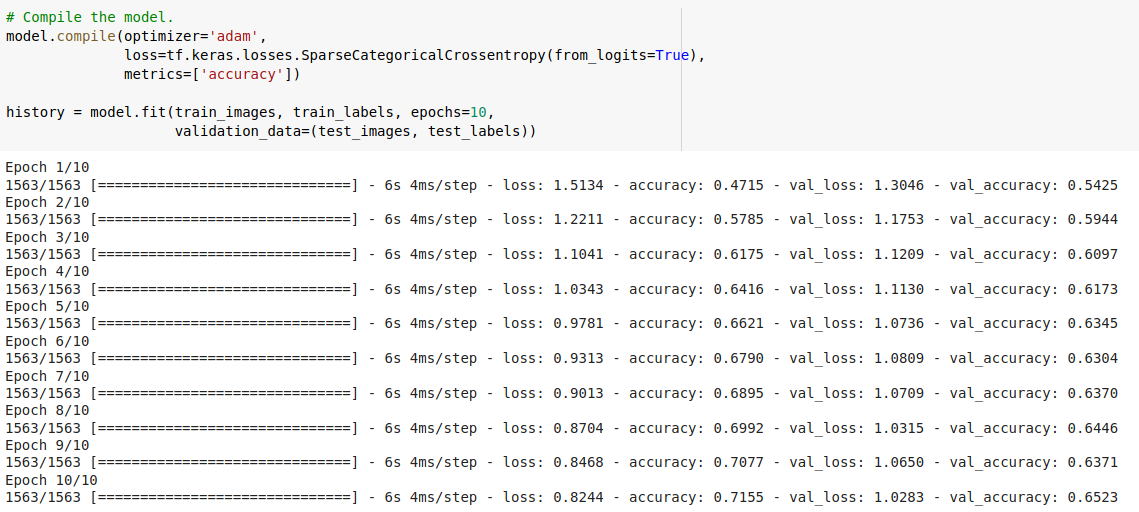 # Compile the model.
model.compile(optimizer='adam',
              loss=tf.keras.losses.SparseCategoricalCrossentropy(from_logits=True),
              metrics=['accuracy'])
history = model.fit(train_images, train_labels, epochs=10,
                    validation_data=(test_images, test_labels))
Epoch 1/10
1563/1563 [==============================] - 6s 4ms/step - loss: 1.5134 - accuracy: 0.4715 - val_loss: 1.3046 - val_accuracy: 0.5425
Epoch 2/10
1563/1563 [==============================] - 6s 4ms/step - loss: 1.2211 - accuracy: 0.5785 - val_loss: 1.1753 - val_accuracy: 0.5944
Epoch 3/10
1563/1563 [==============================] - 6s 4ms/step - loss: 1.1041 - accuracy: 0.6175 - val_loss: 1.1209 - val_accuracy: 0.6097
Epoch 4/10
1563/1563 [==============================] - 6s 4ms/step - loss: 1.0343 - accuracy: 0.6416 - val_loss: 1.1130 - val_accuracy: 0.6173
Epoch 5/10
1563/1563 [==============================] - 6s 4ms/step - loss: 0.9781 - accuracy: 0.6621 - val_loss: 1.0736 - val_accuracy: 0.6345
Epoch 6/10
1563/1563 [==============================] - 6s 4ms/step - loss: 0.9313 - accuracy: 0.6790 - val_loss: 1.0809 - val_accuracy: 0.6304
Epoch 7/10
1563/1563 [==============================] - 6s 4ms/step - loss: 0.9013 - accuracy: 0.6895 - val_loss: 1.0709 - val_accuracy: 0.6370
Epoch 8/10
1563/1563 [==============================] - 6s 4ms/step - loss: 0.8704 - accuracy: 0.6992 - val_loss: 1.0315 - val_accuracy: 0.6446
Epoch 9/10
1563/1563 [==============================] - 6s 4ms/step - loss: 0.8468 - accuracy: 0.7077 - val_loss: 1.0650 - val_accuracy: 0.6371
Epoch 10/10
1563/1563 [==============================] - 6s 4ms/step - loss: 0.8244 - accuracy: 0.7155 - val_loss: 1.0283 - val_accuracy: 0.6523